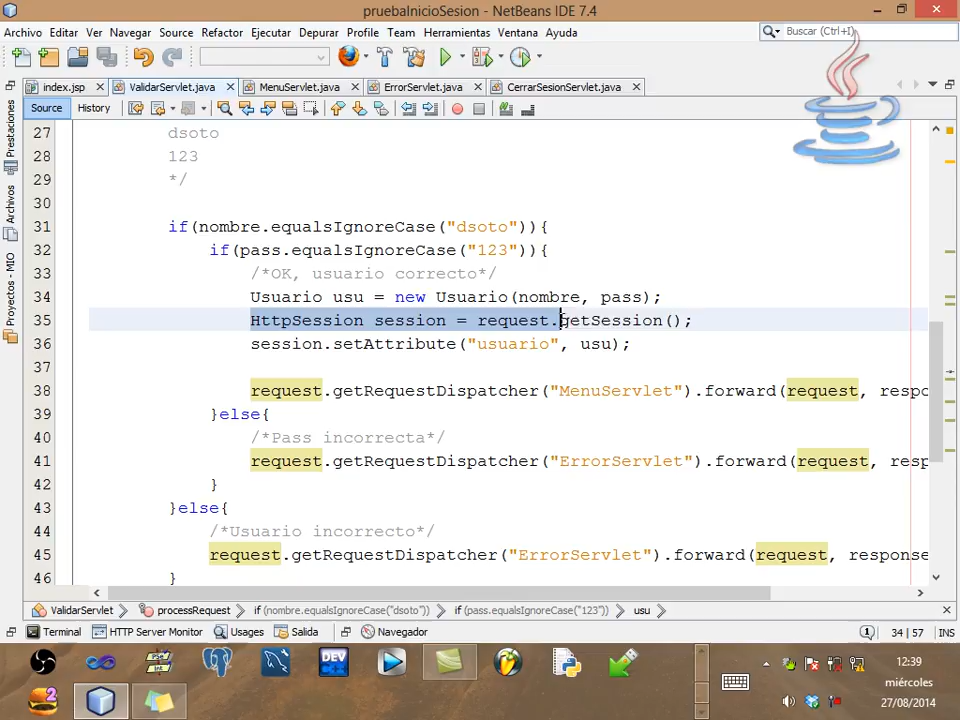 pruebaInicioSesion - NetBeans IDE 7.4
Archivo Editar Ver Navegar Source Refactor Ejecutar Depurar Profile Team Herramientas Ventana Ayuda
Buscar (Ctrl+I)
index.jsp ValidarServlet.java MenuServlet.java ErrorServlet.java CerrarSesionServlet.java
Source History
Prestaciones
Archivos
Proyectos - MIO
27 dsoto
28 123
29 */
30
31 if(nombre.equalsIgnoreCase("dsoto")){
32 if(pass.equalsIgnoreCase("123")){
33 /*OK, usuario correcto*/
34 Usuario usu = new Usuario(nombre, pass);
35 HttpSession session = request.getSession();
36 session.setAttribute("usuario", usu);
37
38 request.getRequestDispatcher("MenuServlet").forward(request, respo
39 }else{
40 /*Pass incorrecta*/
41 request.getRequestDispatcher("ErrorServlet").forward(request, resp
42 }
43 }else{
44 /*Usuario incorrecto*/
45 request.getRequestDispatcher("ErrorServlet").forward(request, response
46 }
ValidarServlet processRequest if (nombre.equalsIgnoreCase("dsoto")) if (pass.equalsIgnoreCase("123")) usu
Terminal HTTP Server Monitor Usages Salida Navegador 1 34 | 57 INS
DEV
2
12:39
miércoles
27/08/2014